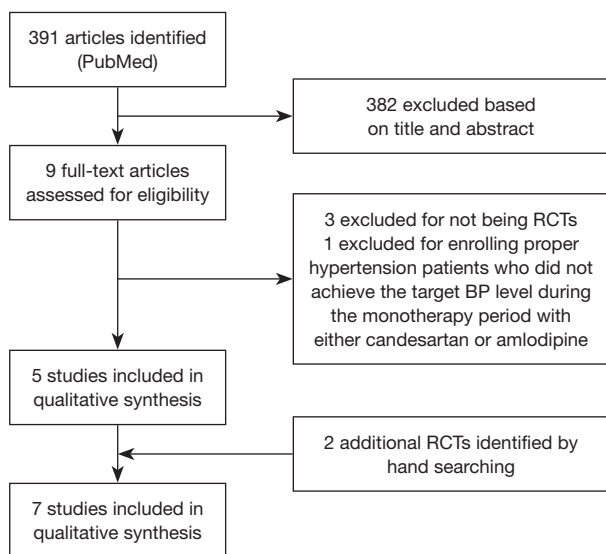 391 articles identified
(PubMed)
382 excluded based
on title and abstract
9 full-text articles
assessed for eligibility
3 excluded for not being RCTs
1 excluded for enrolling proper
hypertension patients who did not
achieve the target BP level during
the monotherapy period with
either candesartan or amlodipine
5 studies included in
qualitative synthesis
2 additional RCTs identified by
hand searching
7 studies included in
qualitative synthesis